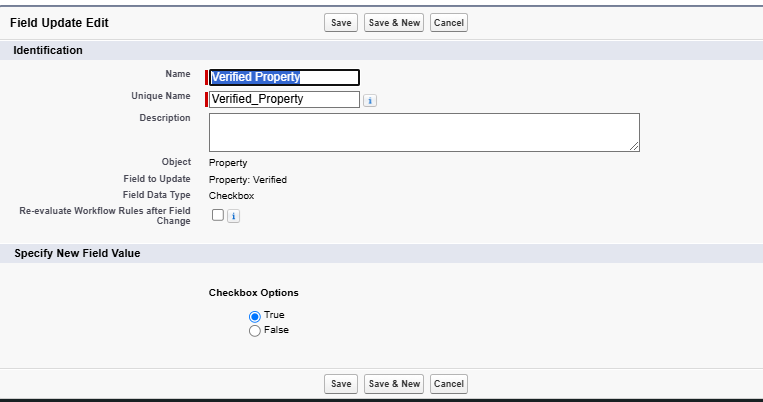 Field Update Edit Save Save & New Cancel
Identification
Name Verified Property
Unique Name Verified_Property i
Description
Object Property
Field to Update Property: Verified
Field Data Type Checkbox
Re-evaluate Workflow Rules after Field
Change i
Specify New Field Value
Checkbox Options
True
False
Save Save & New Cancel